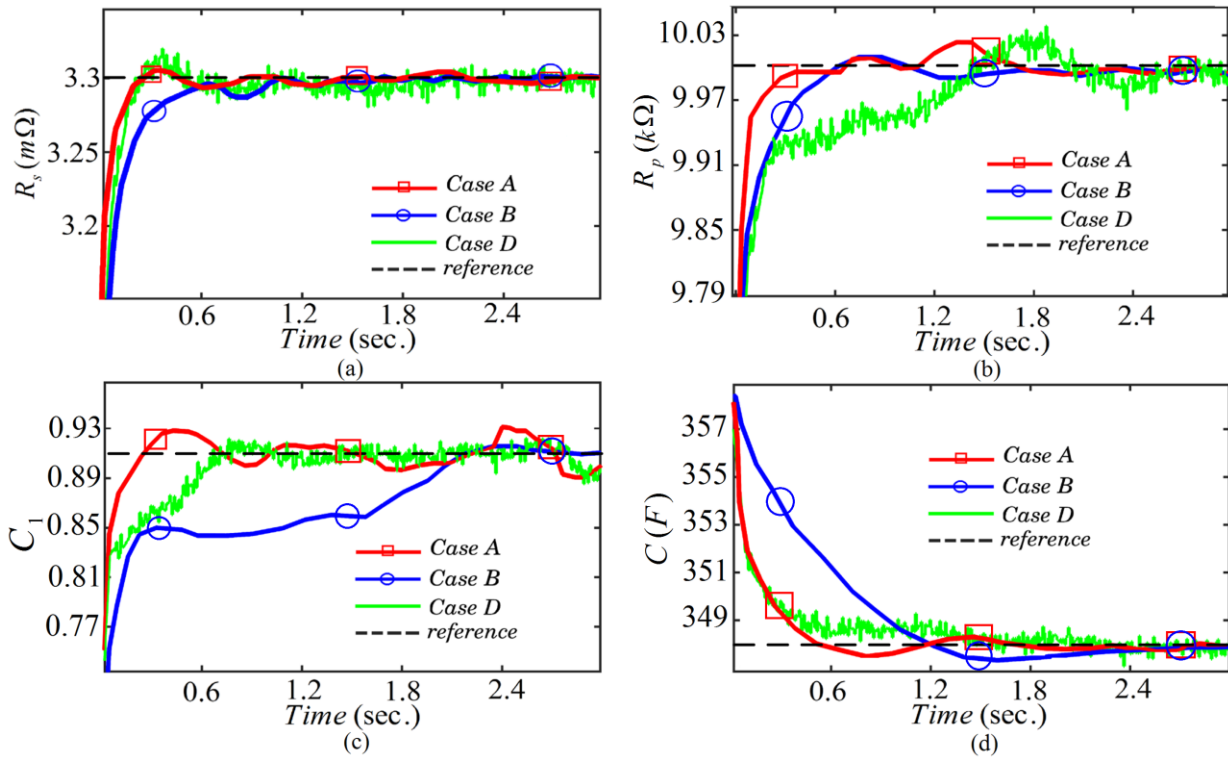 3.3
3.25
3.2
R_s (mΩ)
Case A
Case B
Case D
reference
0.6 1.2 1.8 2.4
Time (sec.)
(a)
10.03
9.97
9.91
9.85
9.79
R_p (kΩ)
Case A
Case B
Case D
reference
0.6 1.2 1.8 2.4
Time (sec.)
(b)
0.93
0.89
0.85
0.81
0.77
C_1
Case A
Case B
Case D
reference
0.6 1.2 1.8 2.4
Time (sec.)
(c)
357
355
353
351
349
C (F)
Case A
Case B
Case D
reference
0.6 1.2 1.8 2.4
Time (sec.)
(d)